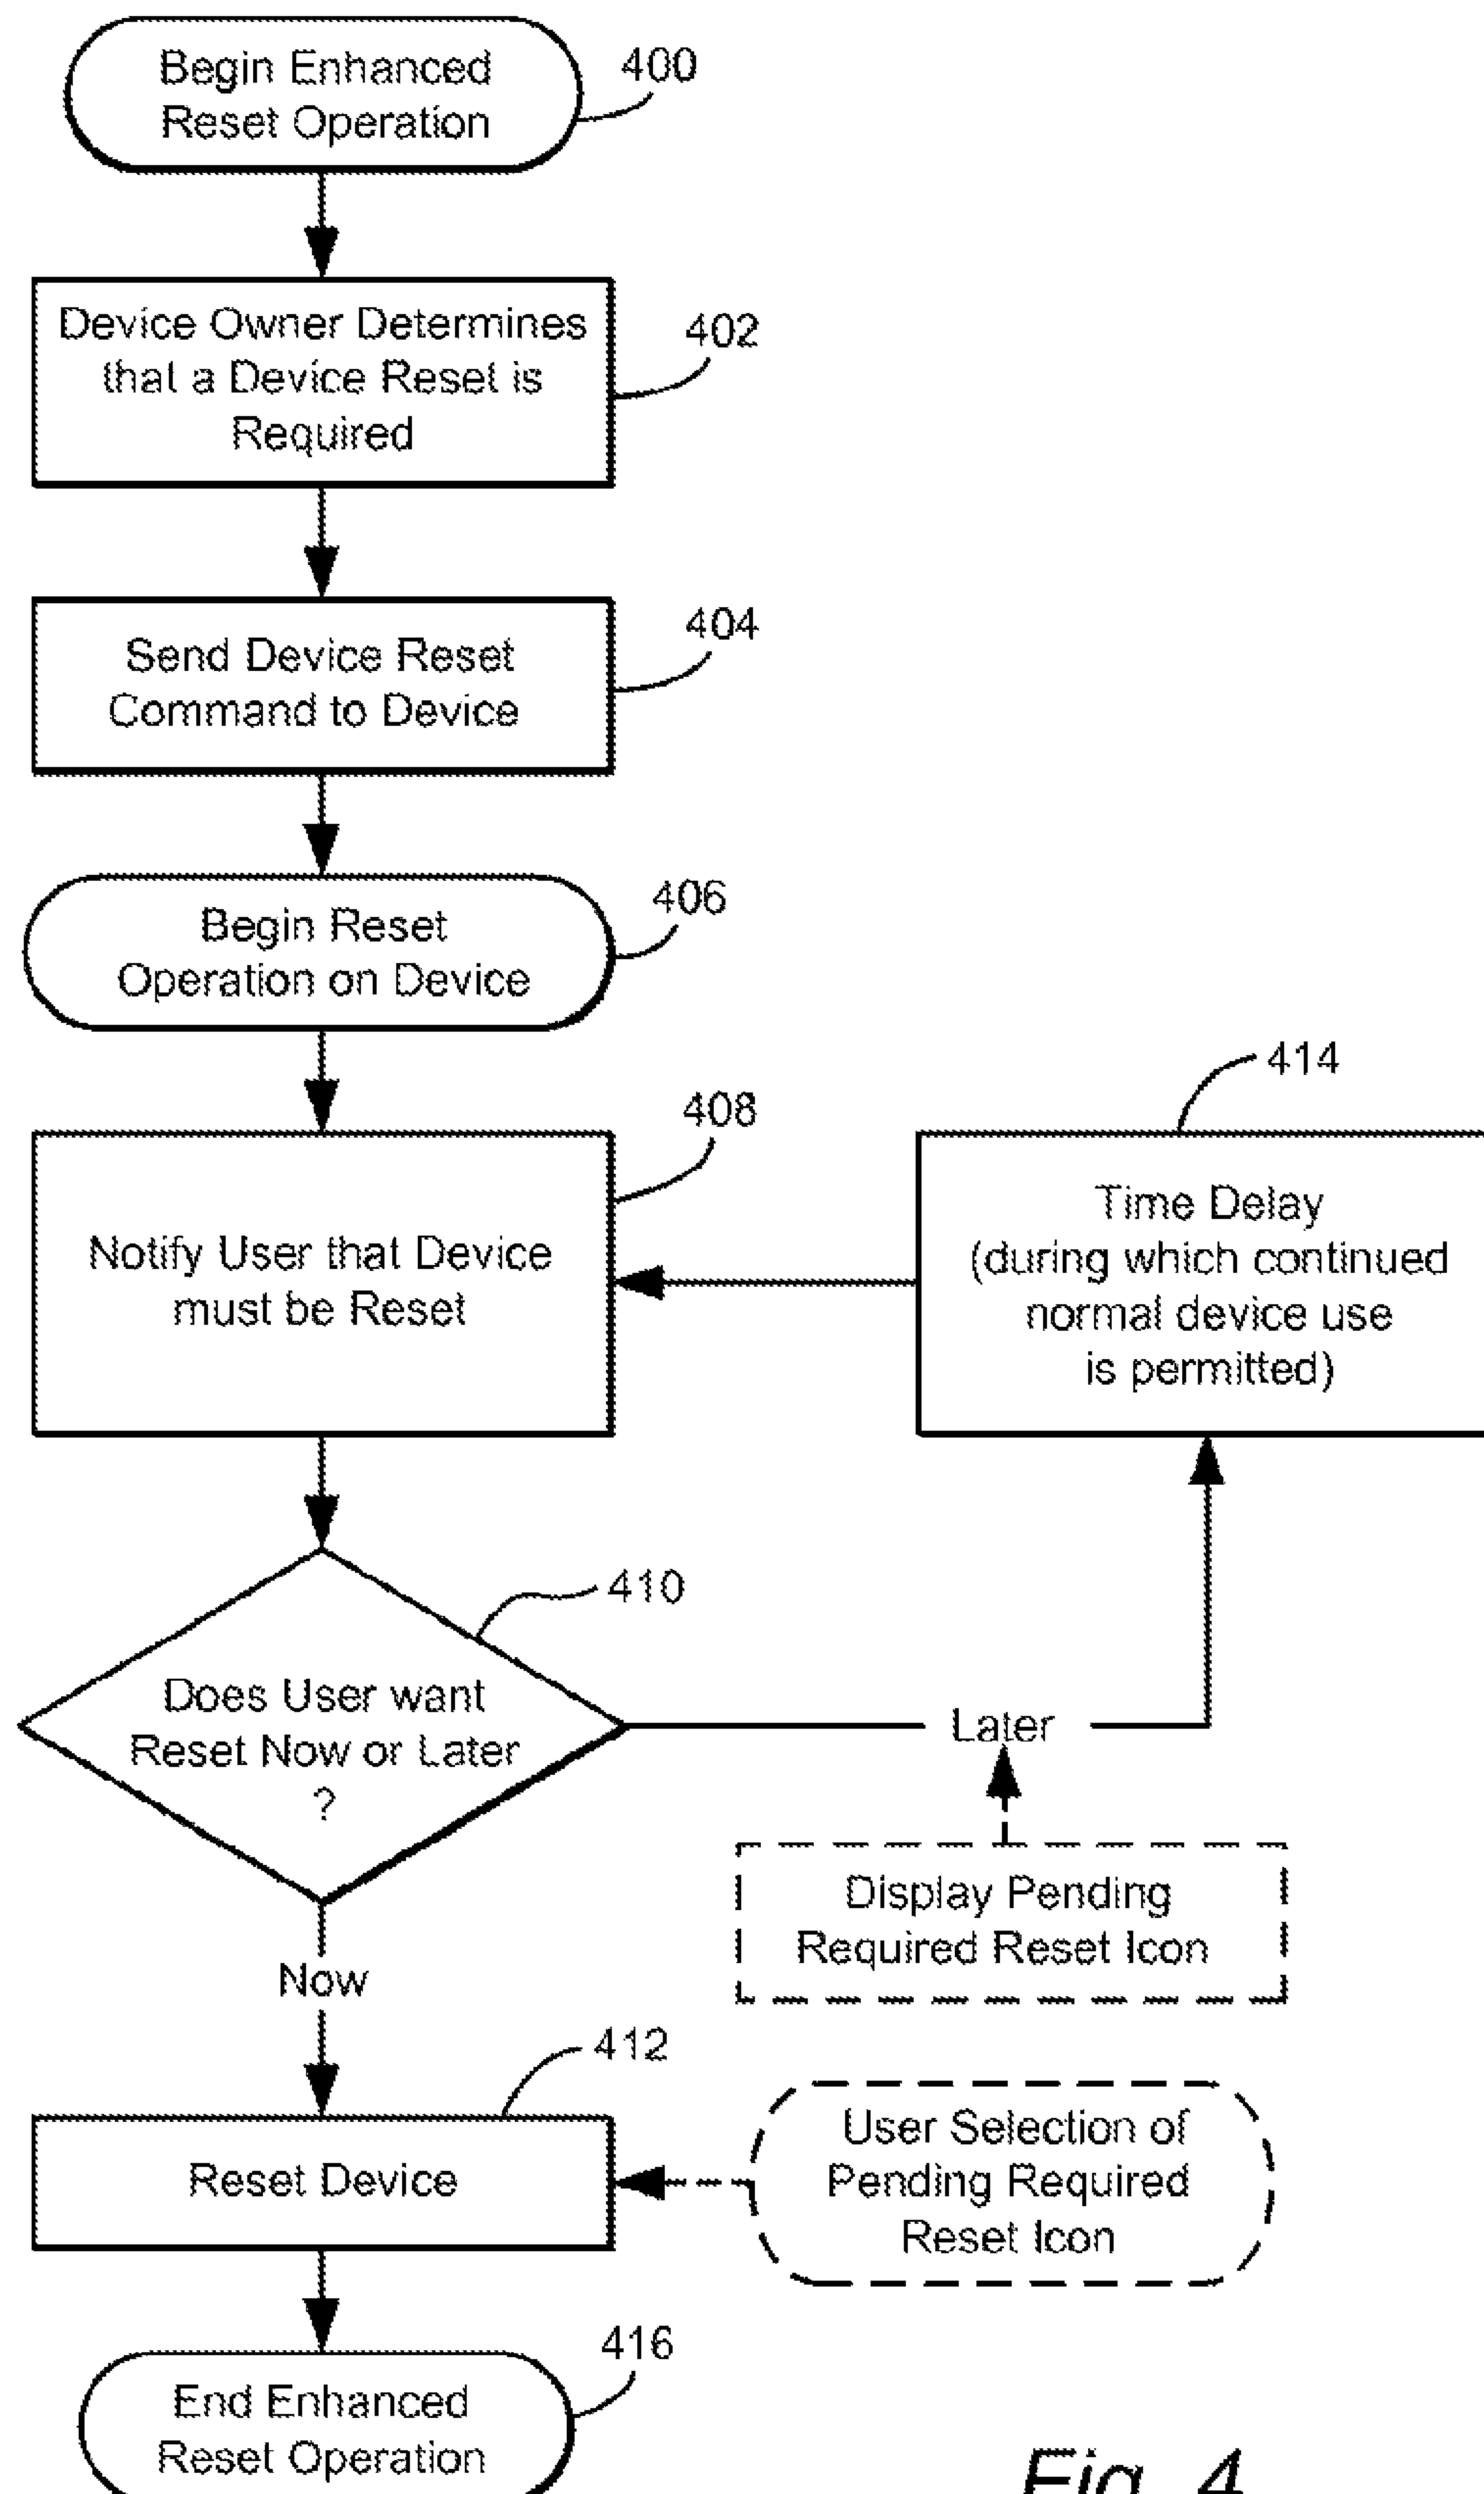 Begin Enhanced
Reset Operation
400
Device Owner Determines
that a Device Reset is
Required
402
Send Device Reset
Command to Device
404
Begin Reset
Operation on Device
406
Notify User that Device
must be Reset
408
Time Delay
(during which continued
normal device use
is permitted)
414
Does User want
Reset Now or Later
?
410
Later
Display Pending
Required Reset Icon
Now
Reset Device
412
User Selection of
Pending Required
Reset Icon
End Enhanced
Reset Operation
416
Fig. 4